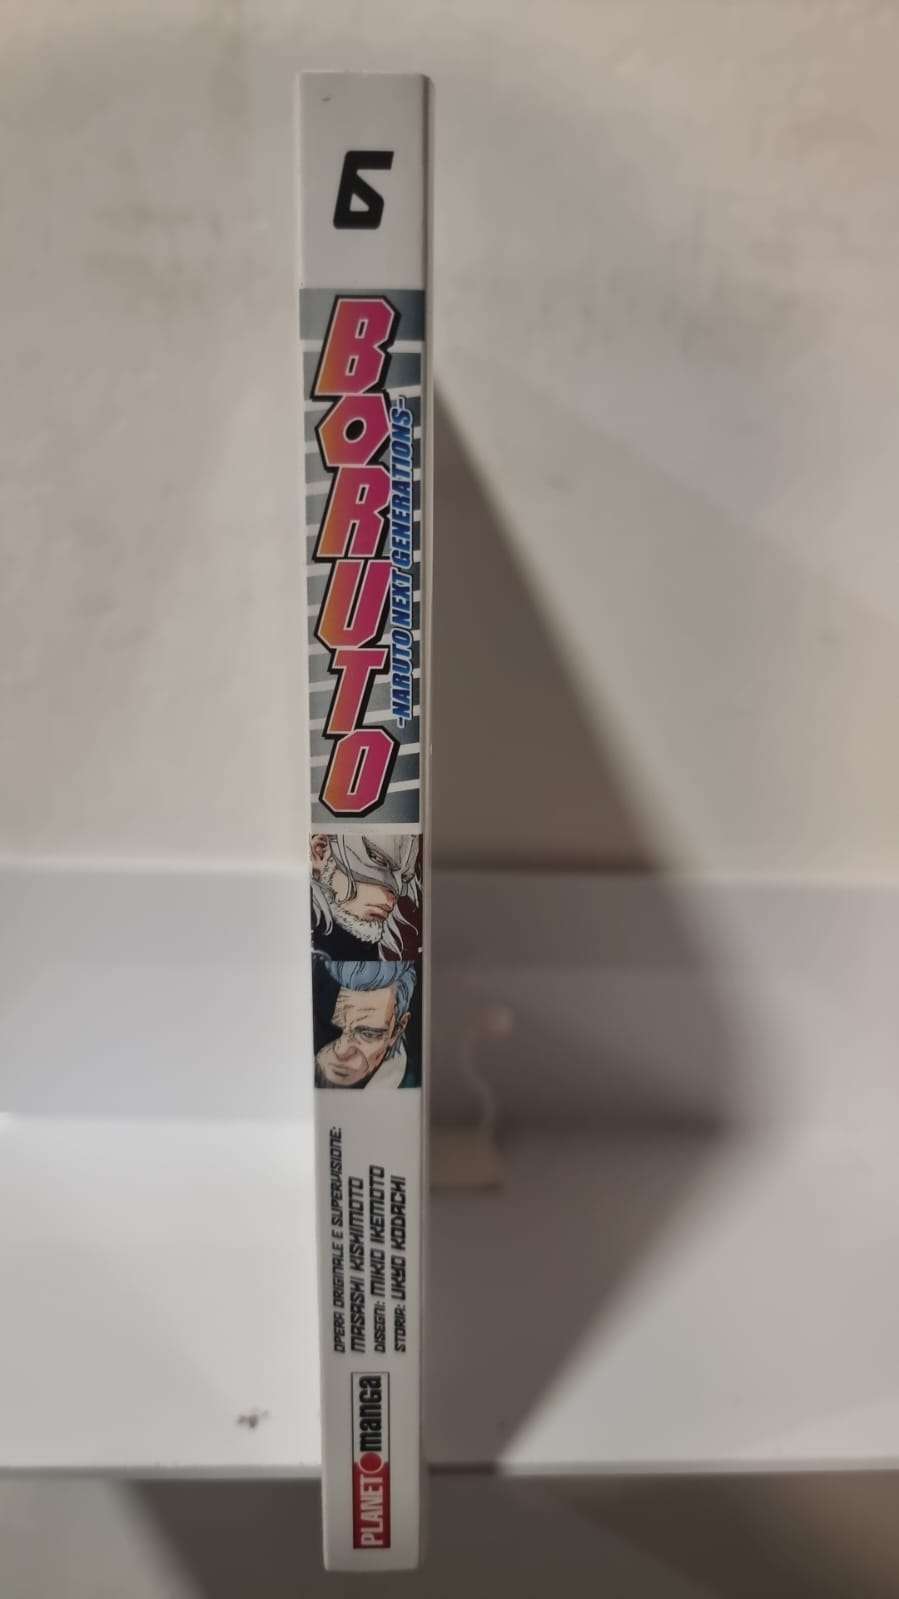 6
BORUTO
-NARUTO NEXT GENERATIONS-
OPERA ORIGINALE E SUPERVISIONE:
MASASHI KISHIMOTO
DISEGNI: MIKIO IKEMOTO
STORIA: UKYO KODACHI
PLANET manga